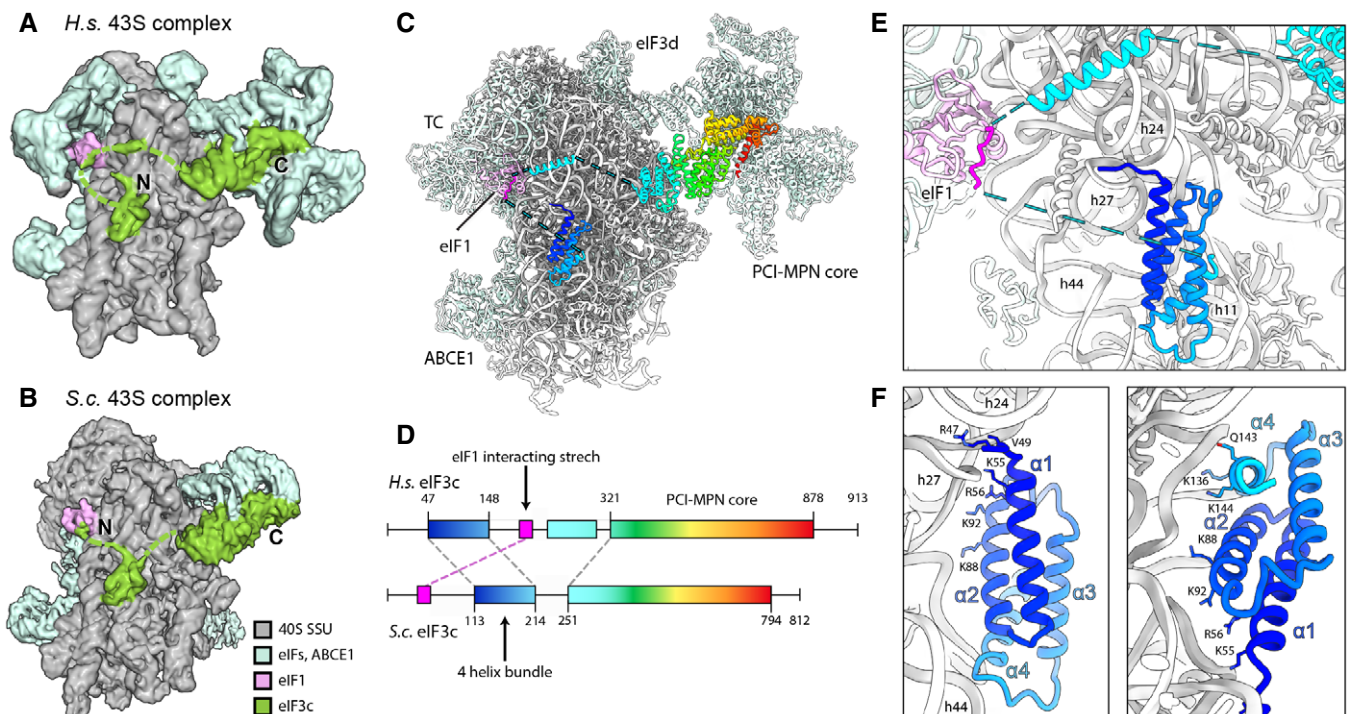 A
H.s. 43S complex
N
C
B
S.c. 43S complex
N
C
40S SSU
eIFs, ABCE1
eIF1
eIF3c
C
eIF3d
TC
eIF1
PCI-MPN core
ABCE1
D
eIF1 interacting strech
H.s. eIF3c
47
148
321
PCI-MPN core
878
913
113
214
251
794
812
S.c. eIF3c
4 helix bundle
E
h24
eIF1
h27
h44
h11
F
h24
R47
V49
K55
α1
h27
R56
K92
K88
α2
α3
α4
h44
α4
α3
Q143
K136
K144
α2
K88
K92
R56
α1
K55